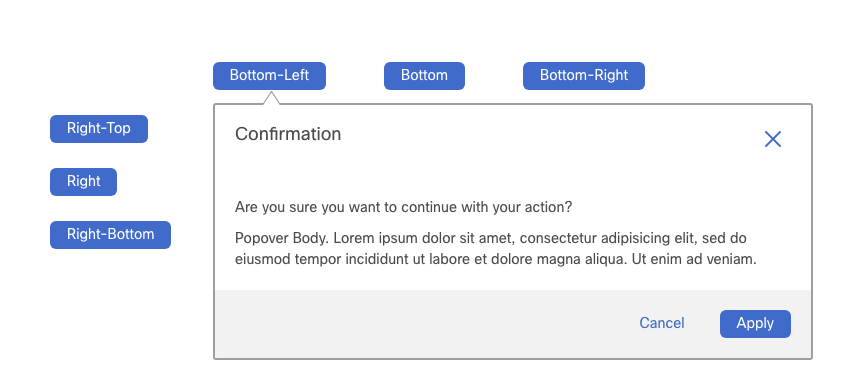 Bottom-Left
Bottom
Bottom-Right
Right-Top
Right
Right-Bottom
Confirmation
Are you sure you want to continue with your action?
Popover Body. Lorem ipsum dolor sit amet, consectetur adipisicing elit, sed do
eiusmod tempor incididunt ut labore et dolore magna aliqua. Ut enim ad veniam.
Cancel
Apply